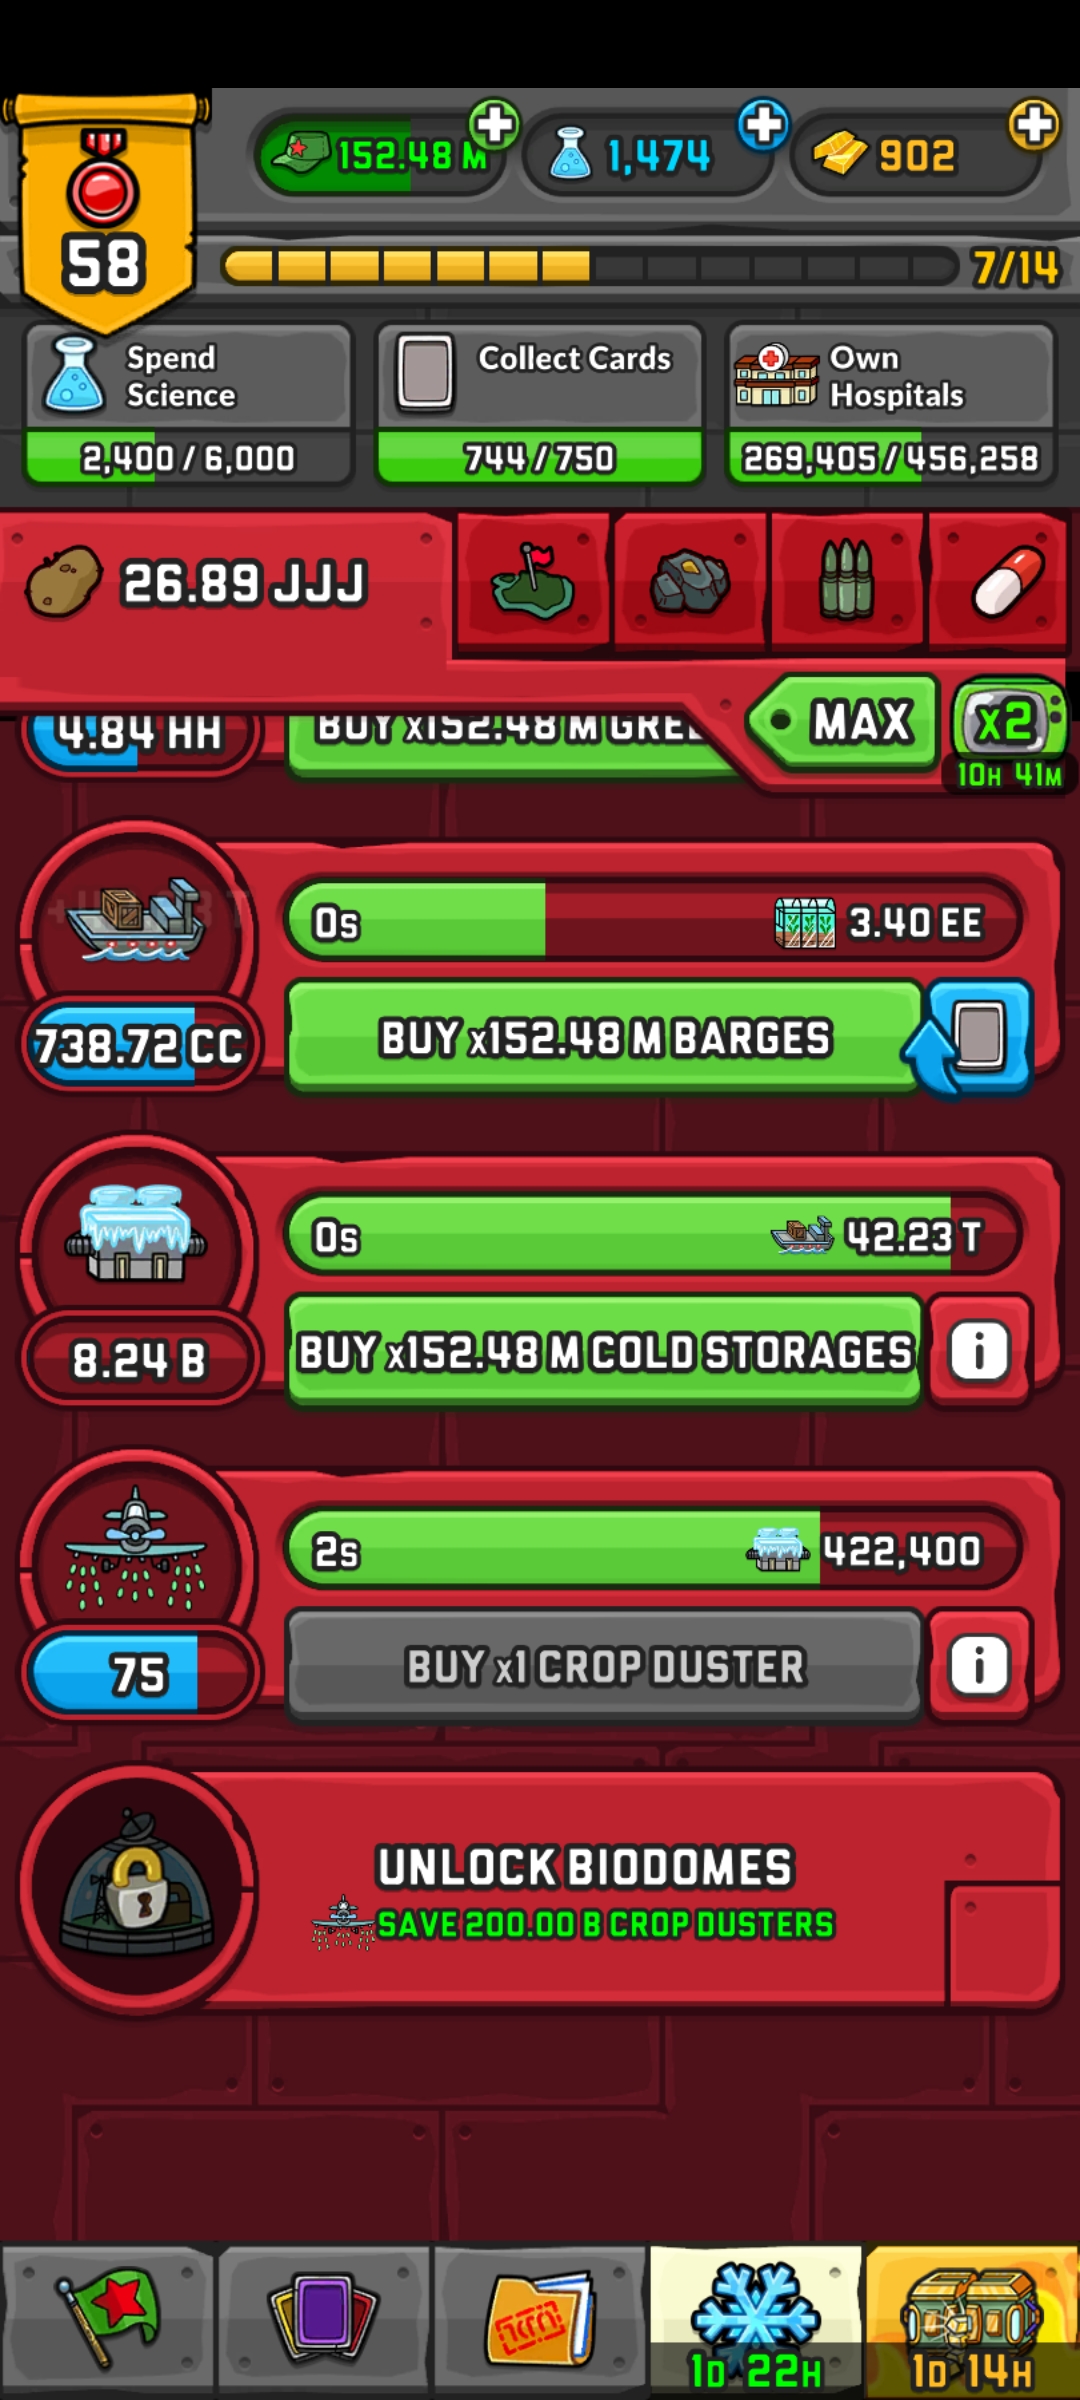 152.48 M
1,474
902
58
7/14
Spend
Science
2,400 / 6,000
Collect Cards
744 / 750
Own
Hospitals
269,405 / 456,258
26.89 JJJ
MAX
x2
10H 41M
4.84 HH
BUY x152.48 M
0s
3.40 EE
738.72 CC
BUY x152.48 M BARGES
0s
42.23 T
8.24 B
BUY x152.48 M COLD STORAGES
2s
422,400
75
BUY x1 CROP DUSTER
UNLOCK BIODOMES
SAVE 200.00 B CROP DUSTERS
1D 22H
1D 14H